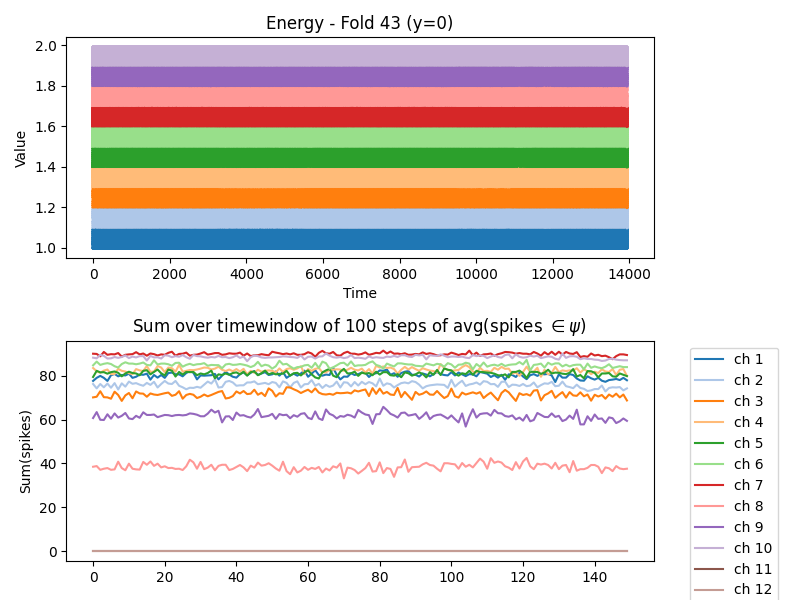 Energy - Fold 43 (y=0)
2.0
1.8
1.6
1.4
1.2
1.0
Value
0 2000 4000 6000 8000 10000 12000 14000
Time
Sum over timewindow of 100 steps of avg(spikes ∈ψ)
80
60
40
20
0
Sum(spikes)
0 20 40 60 80 100 120 140
ch 1
ch 2
ch 3
ch 4
ch 5
ch 6
ch 7
ch 8
ch 9
ch 10
ch 11
ch 12